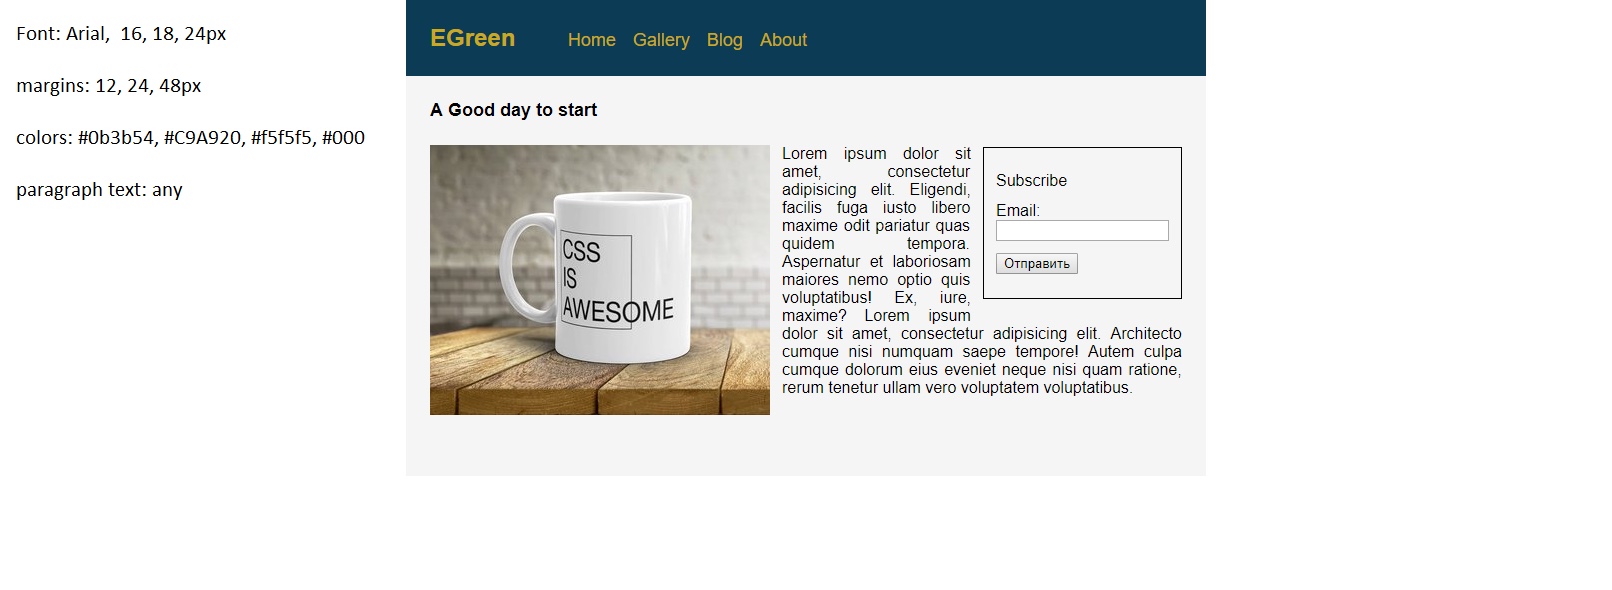 Font: Arial,  16, 18, 24px
margins: 12, 24, 48px
colors: #0b3b54, #C9A920, #f5f5f5, #000
paragraph text: any
EGreen
Home Gallery Blog About
A Good day to start
CSS
IS
AWESOME
Lorem ipsum dolor sit
amet, consectetur
adipisicing elit. Eligendi,
facilis fuga iusto libero
maxime odit pariatur quas
quidem tempora.
Aspernatur et laboriosam
maiores nemo optio quis
voluptatibus! Ex, iure,
maxime? Lorem ipsum
dolor sit amet, consectetur adipisicing elit. Architecto
cumque nisi numquam saepe tempore! Autem culpa
cumque dolorum eius eveniet neque nisi quam ratione,
rerum tenetur ullam vero voluptatem voluptatibus.
Subscribe
Email:
Отправить